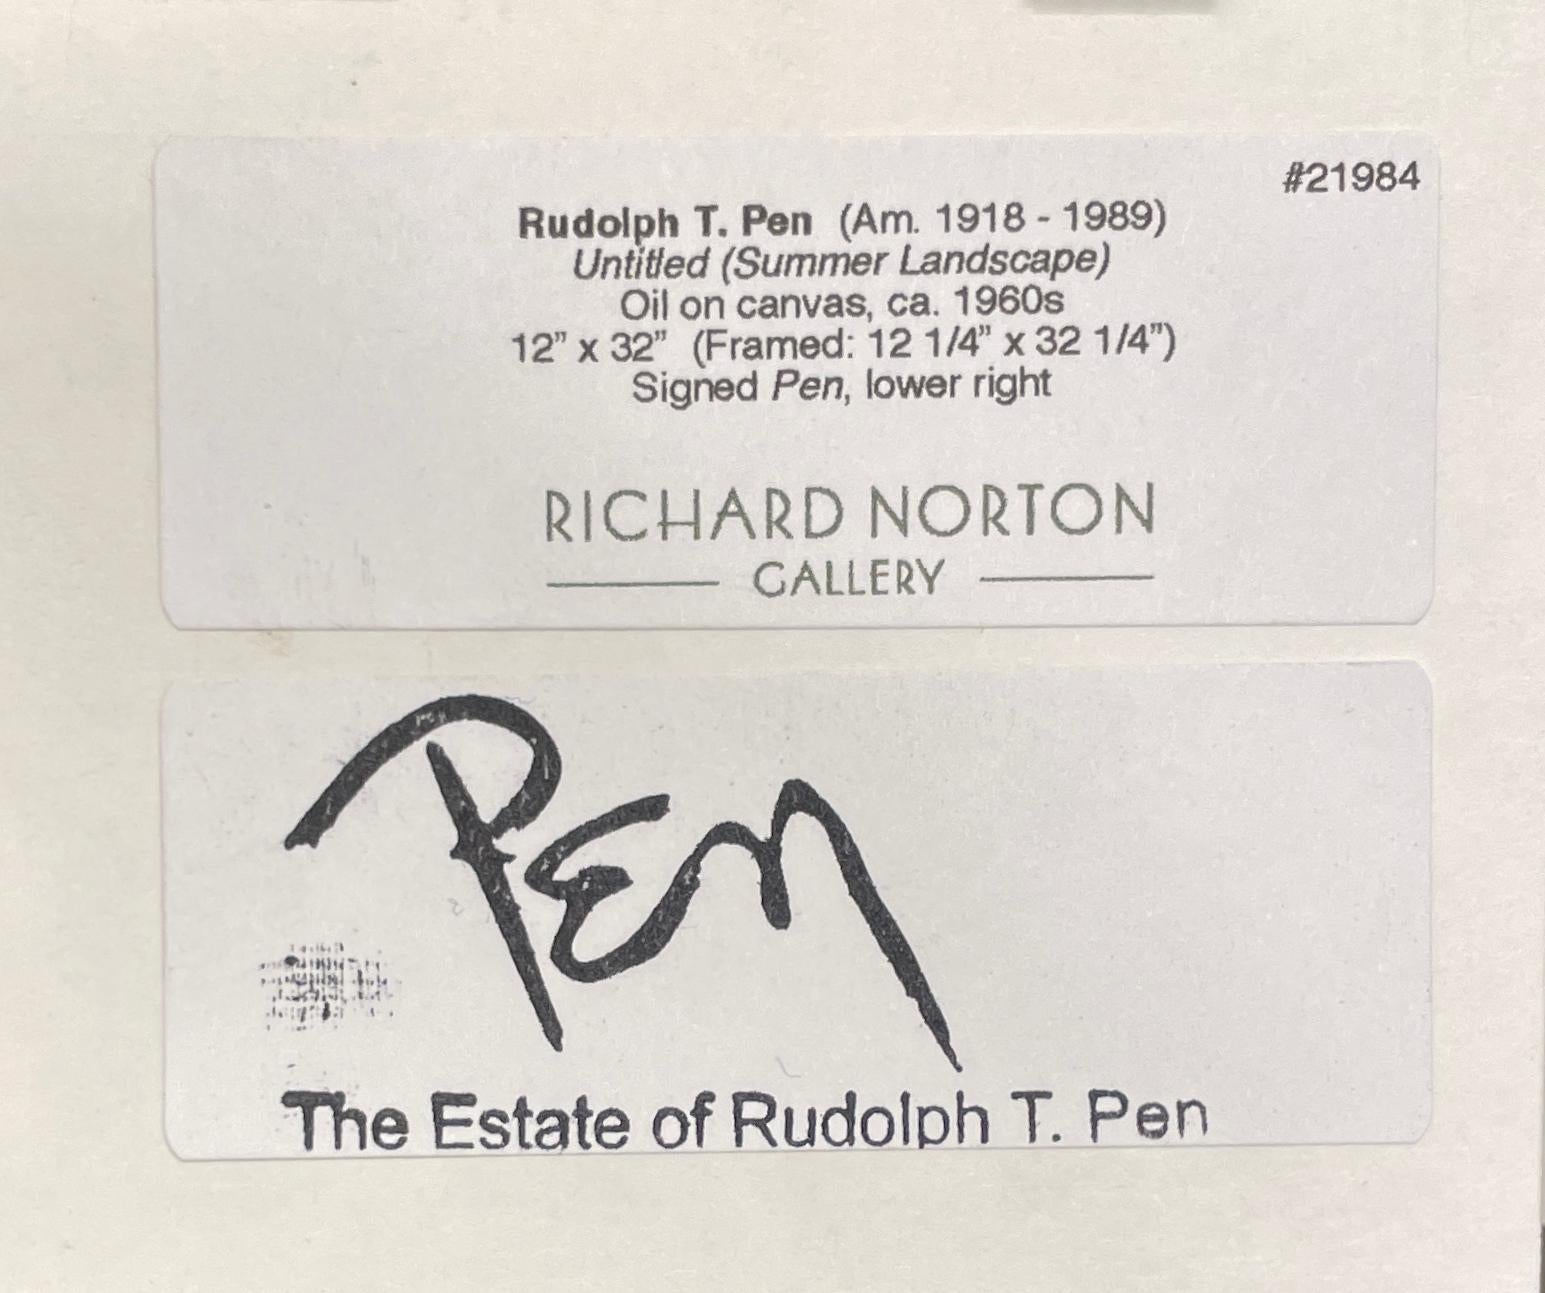 #21984
Rudolph T. Pen (Am. 1918 - 1989)
Untitled (Summer Landscape)
Oil on canvas, ca. 1960s
12” x 32” (Framed: 12 1/4” x 32 1/4”)
Signed Pen, lower right
RICHARD NORTON
GALLERY
Pen
The Estate of Rudolph T. Pen